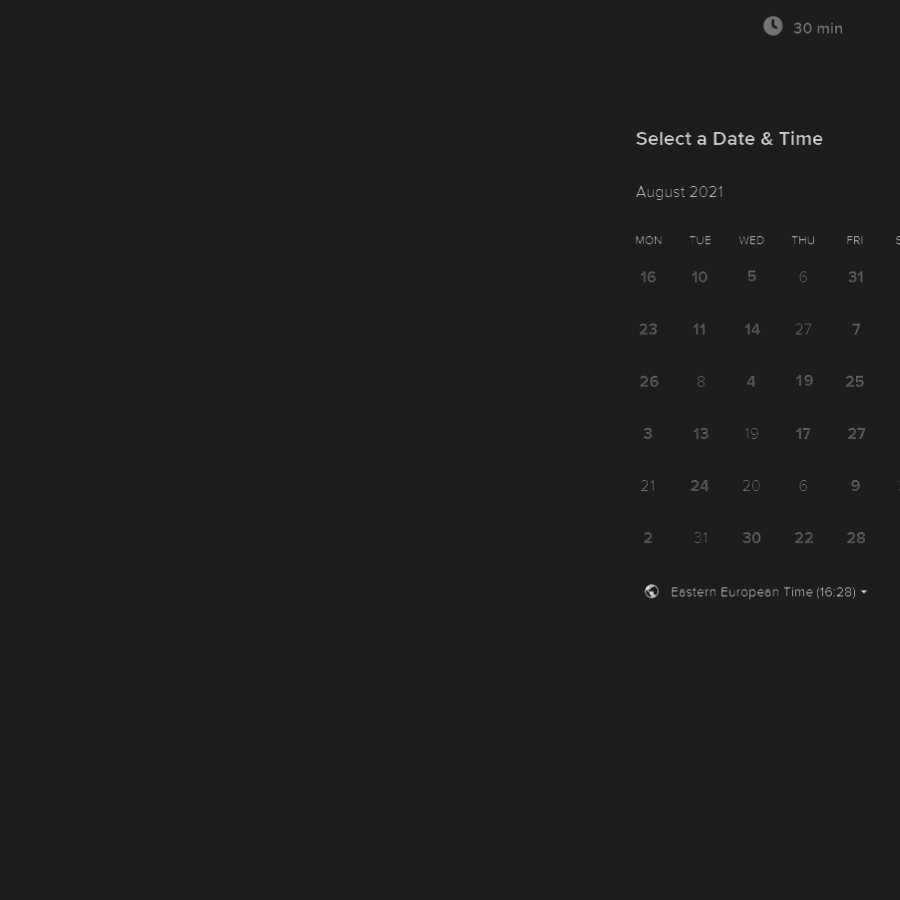 30 min
Select a Date & Time
August 2021
MON TUE WED THU FRI
16 10 5 6 31
23 11 14 27 7
26 8 4 19 25
3 13 19 17 27
21 24 20 6 9
2 31 30 22 28
Eastern European Time (16:28)